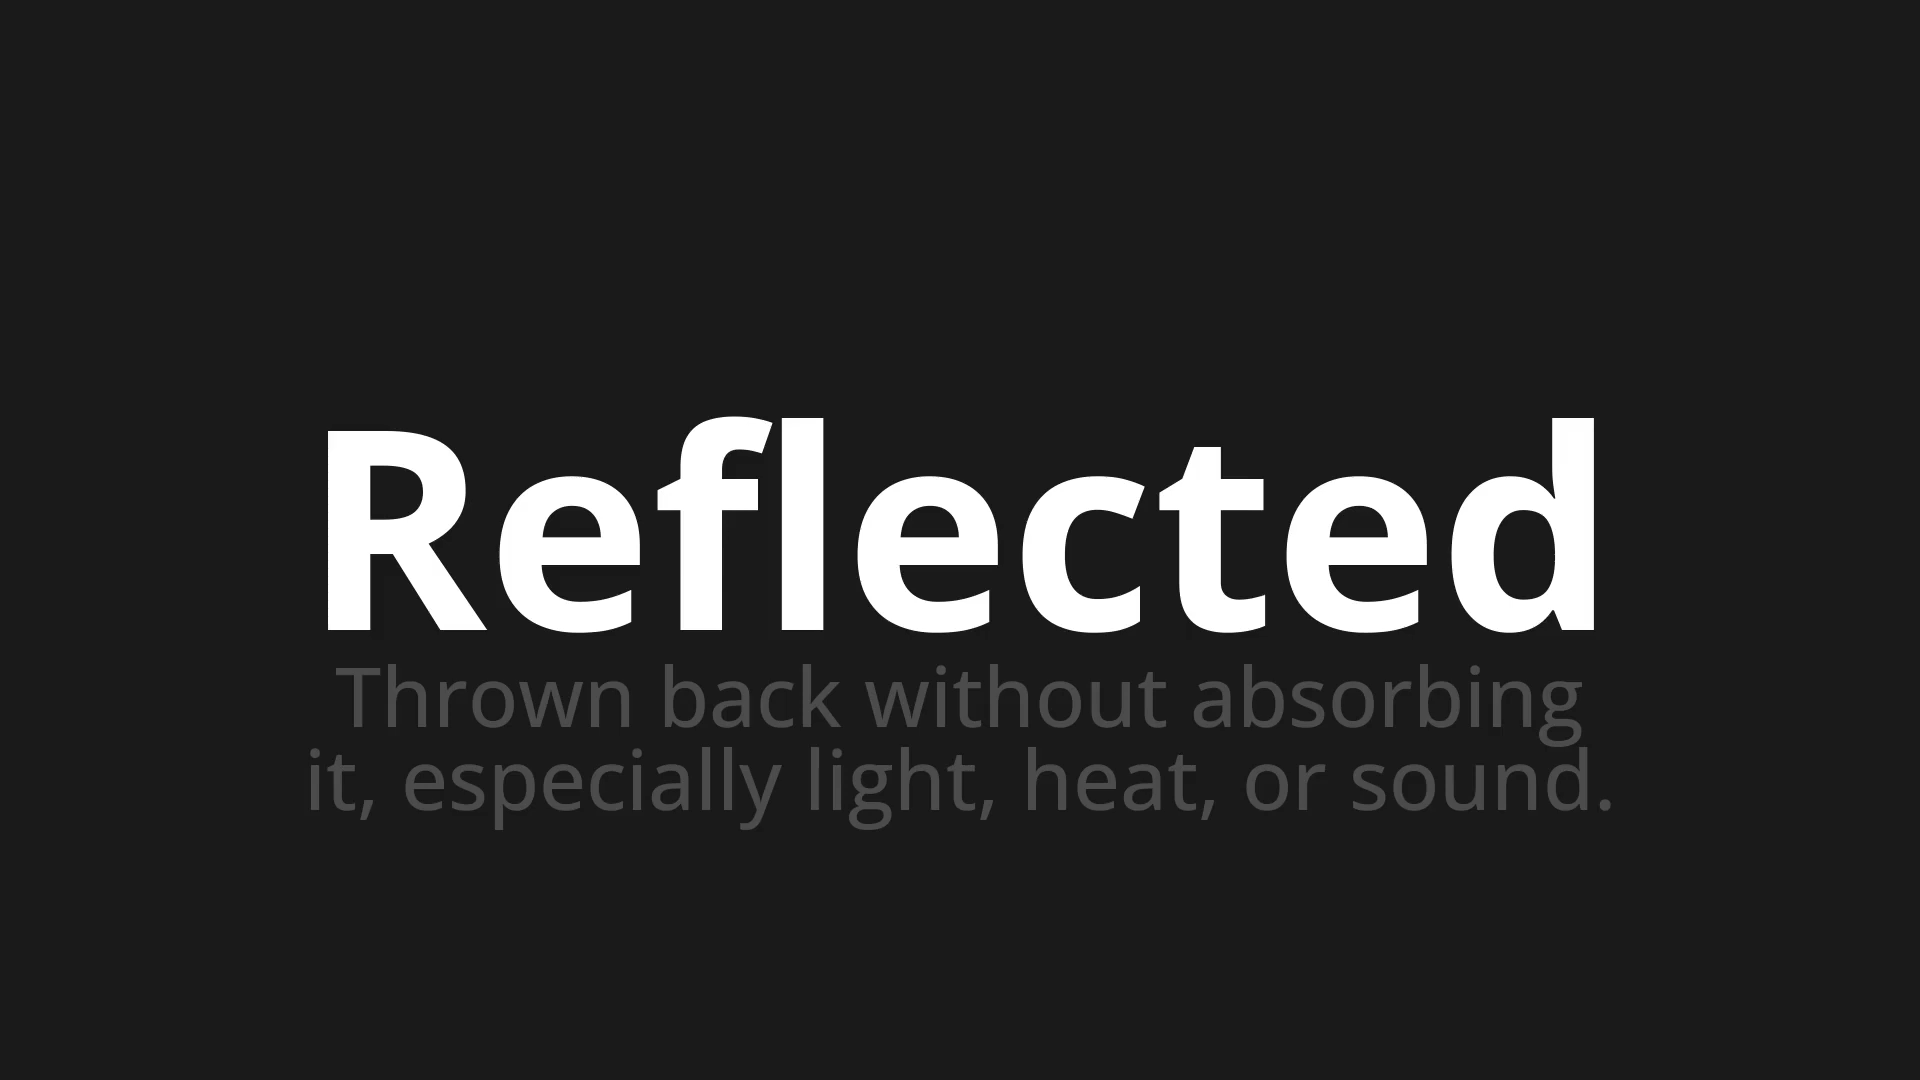 Reflected
Thrown back without absorbing
it, especially light, heat, or sound.